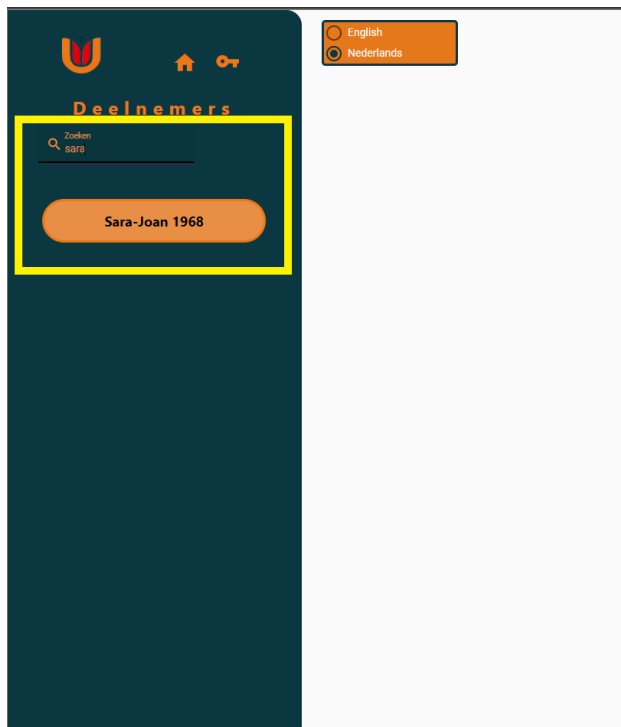 Deelnemers
Zoeken
sara
Sara-Joan 1968
English
Nederlands